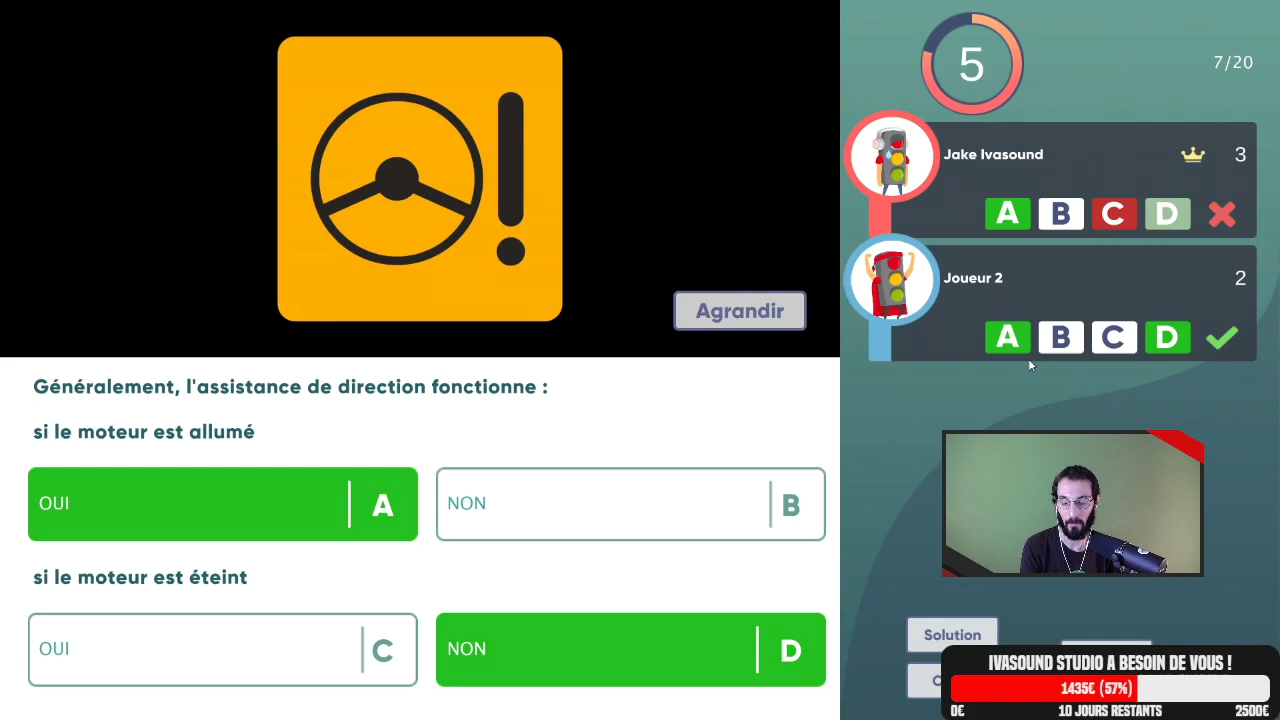 Agrandir
Généralement, l'assistance de direction fonctionne :
si le moteur est allumé
OUI A
NON B
si le moteur est éteint
OUI C
NON D
5
7/20
Jake Ivasound 3
A B C D
Joueur 2 2
A B C D
Solution
C
IVASOUND STUDIO A BESOIN DE VOUS !
1435€ (57%)
0€ 10 JOURS RESTANTS 2500€